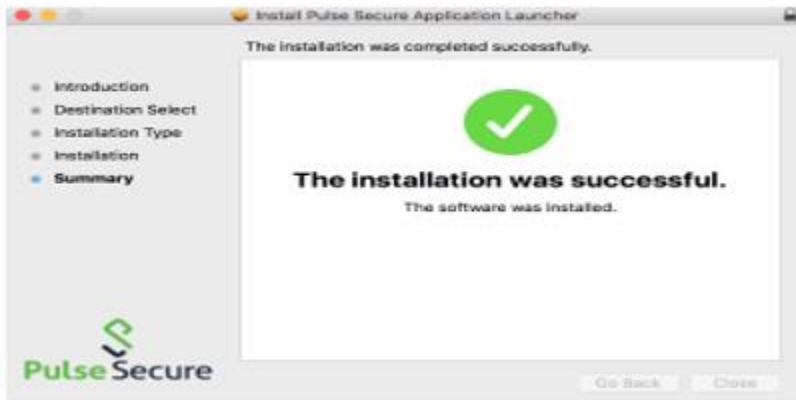 Install Pulse Secure Application Launcher
The installation was completed successfully.
Introduction
Destination Select
Installation Type
Installation
Summary
The installation was successful.
The software was installed.
Pulse Secure
Go Back
Close